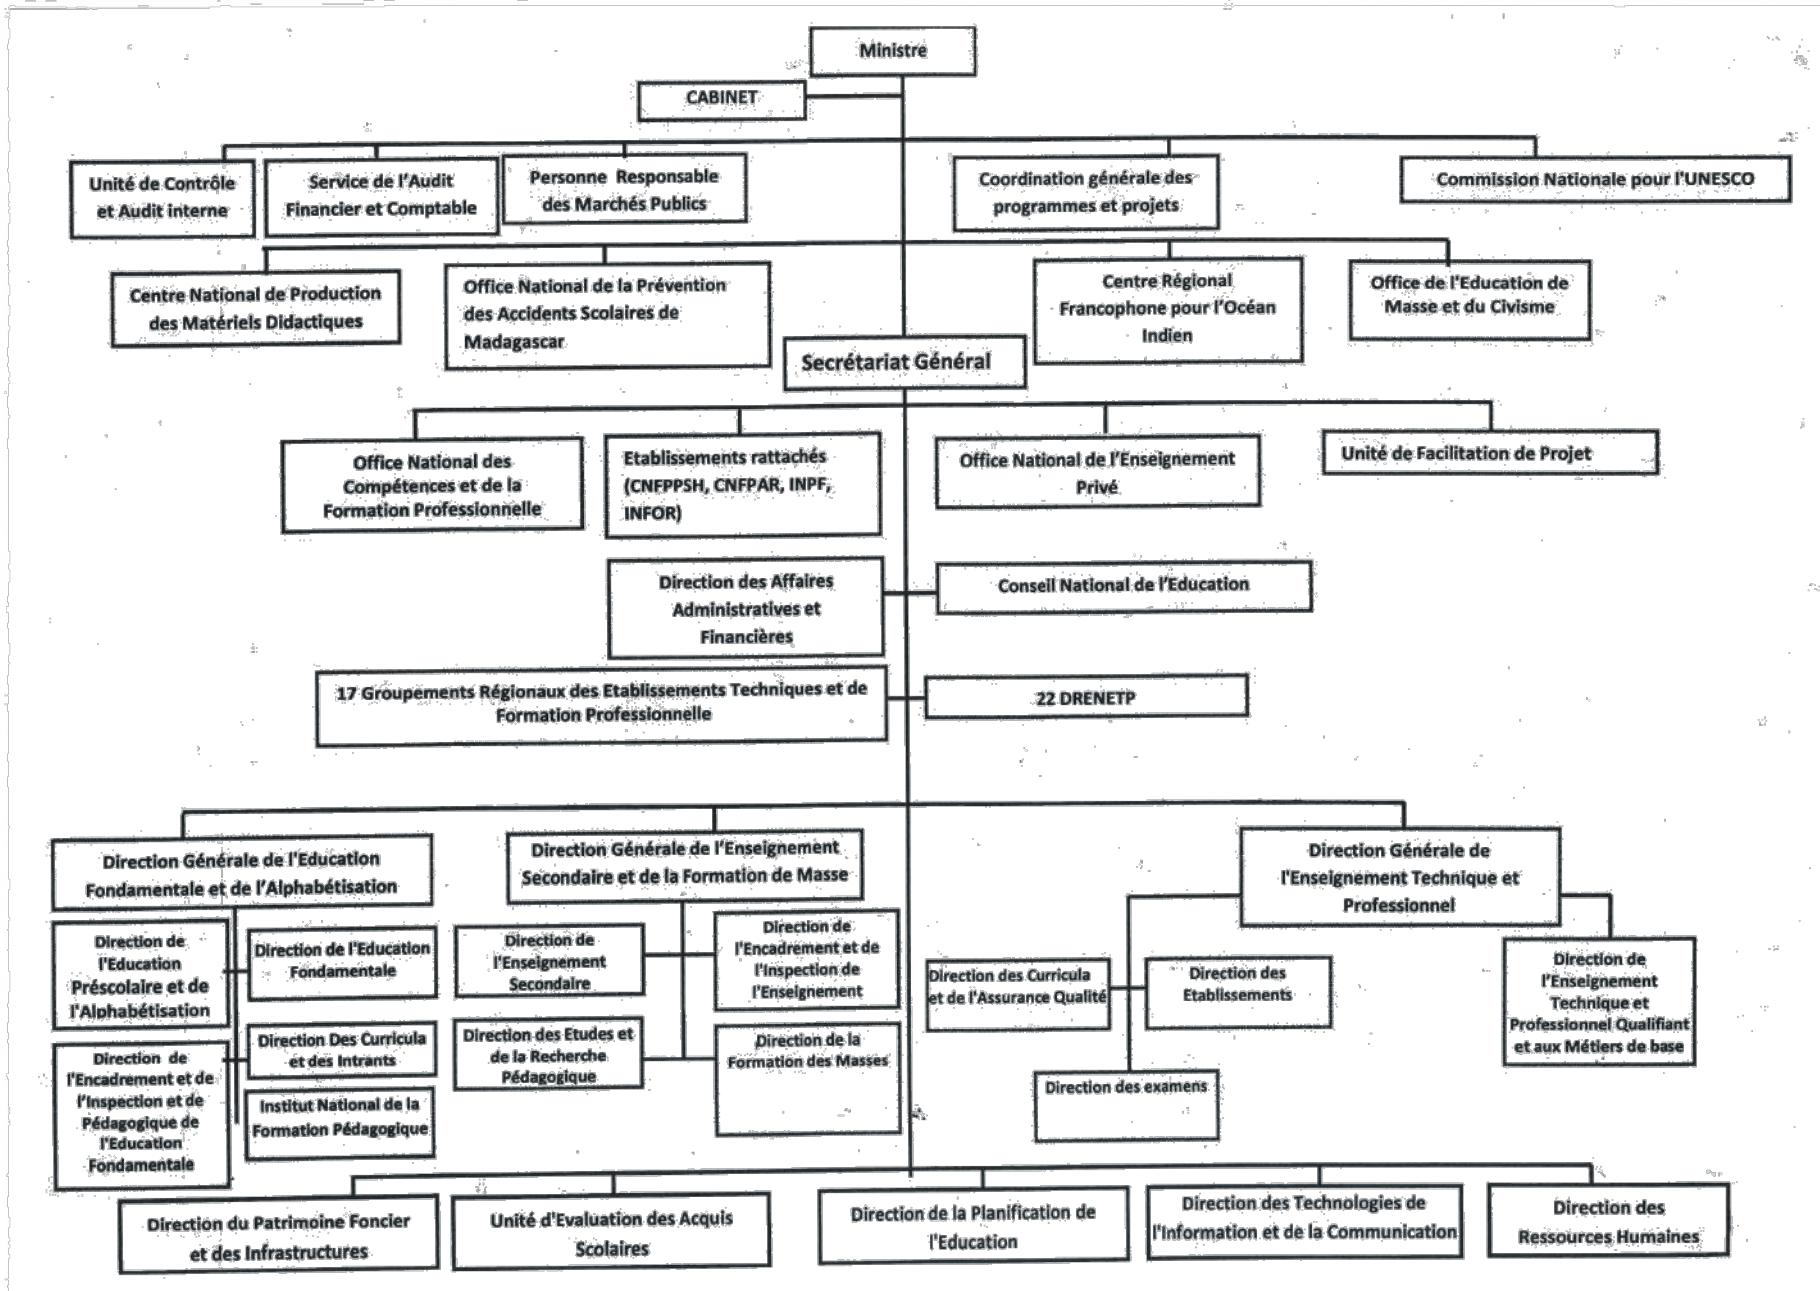 Ministre
CABINET
Unité de Contrôle
et Audit interne
Service de l'Audit
Financier et Comptable
Personne Responsable
des Marchés Publics
Coordination générale des
programmes et projets
Commission Nationale pour l'UNESCO
Centre National de Production
des Matériels Didactiques
Office National de la Prévention
des Accidents Scolaires de
Madagascar
Centre Régional
Francophone pour l'Océan
Indien
Office de l'Education de
Masse et du Civisme
Secrétariat Général
Office National des
Compétences et de la
Formation Professionnelle
Etablissements rattachés
(CNFPPSH, CNFPAR, INPF,
INFOR)
Office National de l'Enseignement
Privé
Unité de Facilitation de Projet
Direction des Affaires
Administratives et
Financières
Conseil National de l'Education
17 Groupements Régionaux des Etablissements Techniques et de
Formation Professionnelle
22 DRENETP
Direction Générale de l'Education
Fondamentale et de l'Alphabétisation
Direction Générale de l'Enseignement
Secondaire et de la Formation de Masse
Direction Générale de
l'Enseignement Technique et
Professionnel
Direction de
l'Education
Préscolaire et de
l'Alphabétisation
Direction de l'Education
Fondamentale
Direction de
l'Encadrement et de
l'Inspection et de
Pédagogique de
l'Education
Fondamentale
Direction Des Curricula
et des Intrants
Institut National de la
Formation Pédagogique
Direction de
l'Enseignement
Secondaire
Direction de
l'Encadrement et de
l'Inspection de
l'Enseignement
Direction des Etudes et
de la Recherche
Pédagogique
Direction de la
Formation des Masses
Direction des Curricula
et de l'Assurance Qualité
Direction des
Etablissements
Direction des examens
Direction de
l'Enseignement
Technique et
Professionnel Qualifiant
et aux Métiers de base
Direction du Patrimoine Foncier
et des Infrastructures
Unité d'Evaluation des Acquis
Scolaires
Direction de la Planification de
l'Education
Direction des Technologies de
l'Information et de la Communication
Direction des
Ressources Humaines